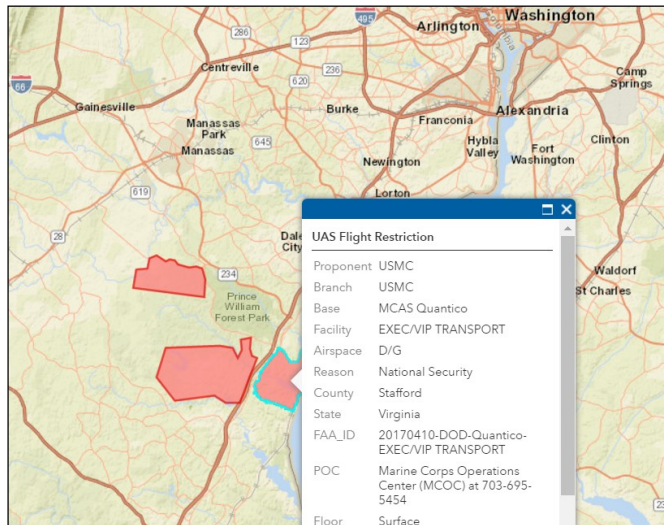 495
Washington
Arlington
286
123
Columbia
Centreville
236
66
620
Camp
Springs
Gainesville
Burke
Alexandria
Manassas
Park
Franconia
Manassas
645
Hybla
Valley
Fort
Washington
Clinton
Newington
619
Lorton
28
Dale
City
234
Prince
William
Forest Park
Waldorf
St Charles
UAS Flight Restriction
Proponent USMC
Branch USMC
Base MCAS Quantico
Facility EXEC/VIP TRANSPORT
Airspace D/G
Reason National Security
County Stafford
State Virginia
FAA_ID 20170410-DOD-Quantico-
EXEC/VIP TRANSPORT
POC Marine Corps Operations
Center (MCOC) at 703-695-
5454
Floor Surface